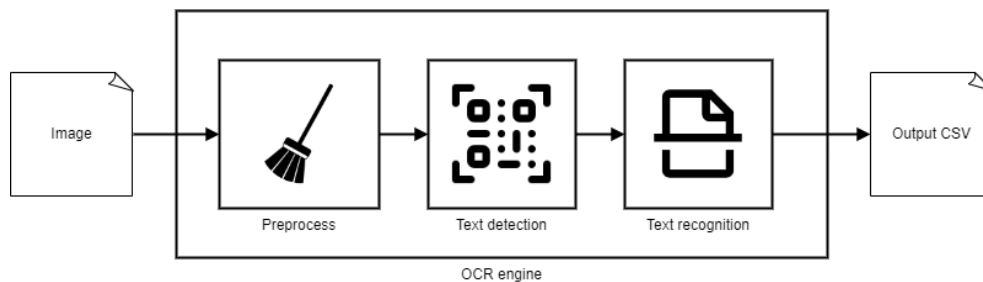 Image
Output CSV
Preprocess
Text detection
Text recognition
OCR engine